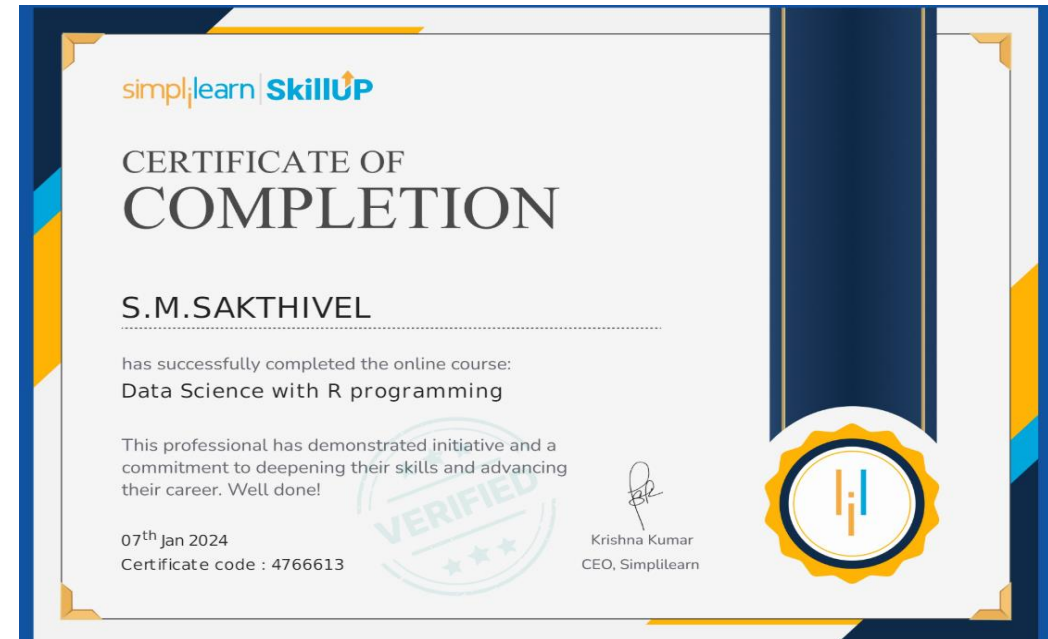 simplilearn SkillUP
CERTIFICATE OF
COMPLETION
S.M.SAKTHIVEL
has successfully completed the online course:
Data Science with R programming
This professional has demonstrated initiative and a
commitment to deepening their skills and advancing
their career. Well done!
VERIFIED
07th Jan 2024
Certificate code : 4766613
Krishna Kumar
CEO, Simplilearn